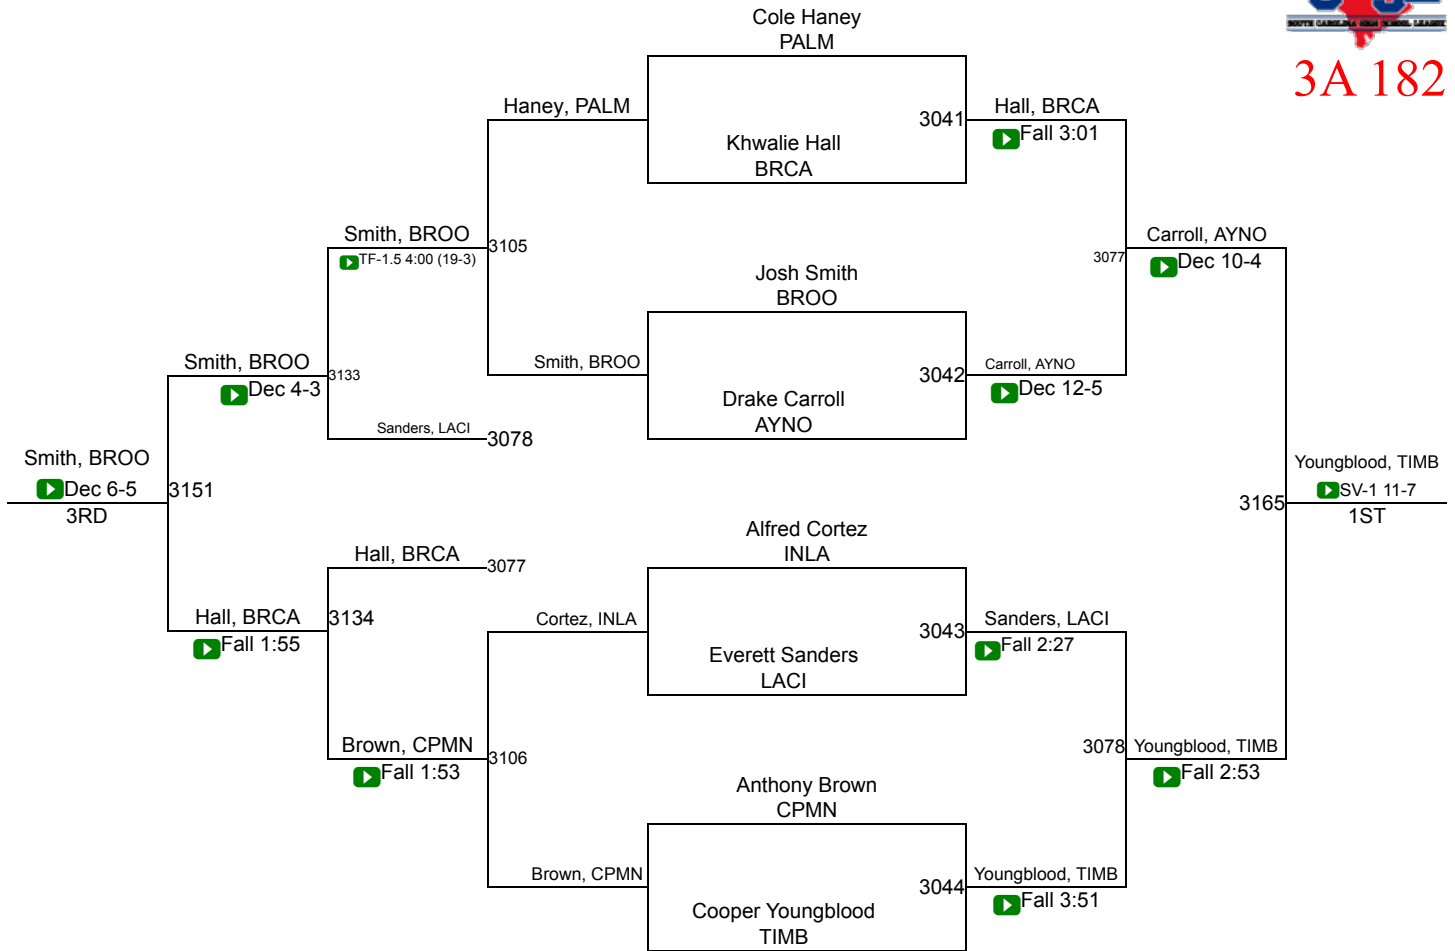 Cole Haney
PALM
SOUTH CAROLINA HIGH SCHOOL LEAGUE
3A 182
Haney, PALM
3041
Hall, BRCA
Fall 3:01
Khwalie Hall
BRCA
Smith, BROO
TF-1.5 4:00 (19-3)
3105
Josh Smith
BROO
3077
Carroll, AYNO
Dec 10-4
Smith, BROO
Dec 4-3
3133
Smith, BROO
3042
Carroll, AYNO
Dec 12-5
Drake Carroll
AYNO
Sanders, LACI
3078
Smith, BROO
Dec 6-5
3RD
3151
3165
Youngblood, TIMB
SV-1 11-7
1ST
Alfred Cortez
INLA
Hall, BRCA
3077
Hall, BRCA
Fall 1:55
3134
Cortez, INLA
3043
Sanders, LACI
Fall 2:27
Everett Sanders
LACI
Brown, CPMN
Fall 1:53
3106
3078
Youngblood, TIMB
Fall 2:53
Anthony Brown
CPMN
Brown, CPMN
3044
Youngblood, TIMB
Fall 3:51
Cooper Youngblood
TIMB